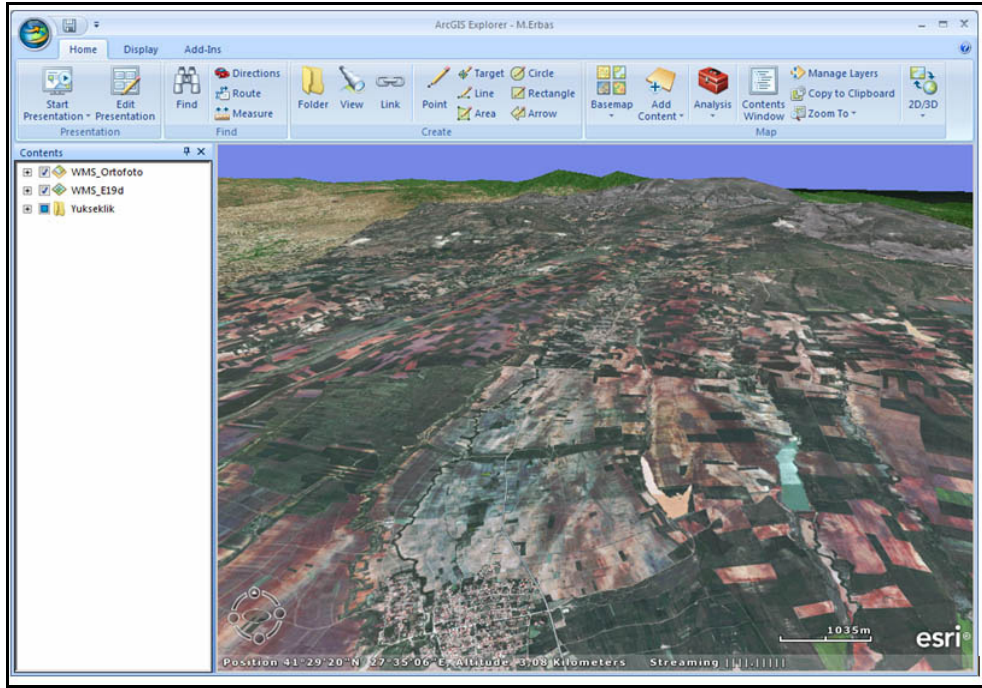 ArcGIS Explorer - M.Erbas
Home Display Add-Ins
Start Presentation Edit Presentation
Presentation
Find
Directions
Route
Measure
Find
Folder View Link Point
Target Circle
Line Rectangle
Area Arrow
Create
Basemap Add Content Analysis Contents Window
Manage Layers
Copy to Clipboard
Zoom To
2D/3D
Map
Contents
WMS_Ortofoto
WMS_E19d
Yukseklik
1035m
esri
Position 41°29'20"N, 27°35'06"E, Altitude 3,08 Kilometers Streaming ||||.|||||